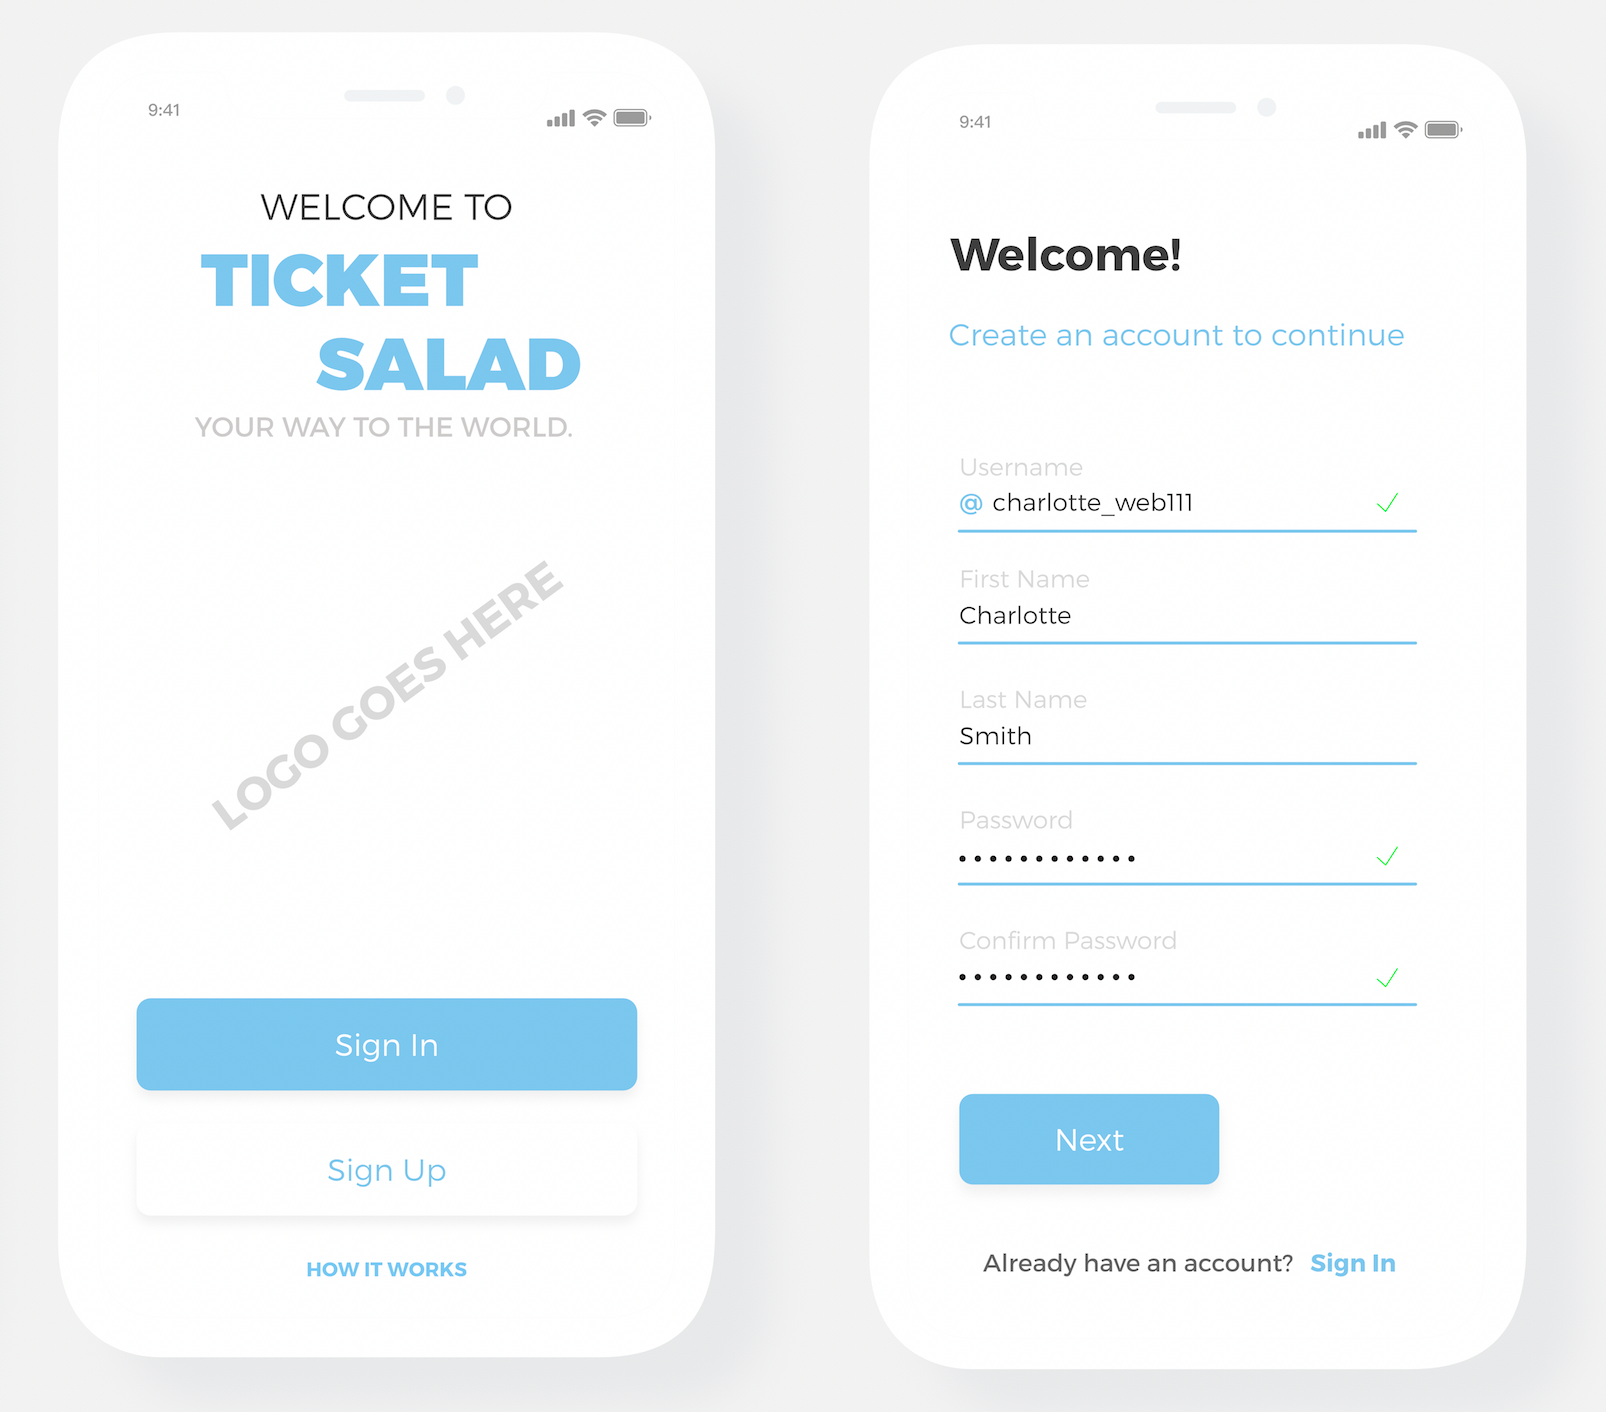 9:41
WELCOME TO
TICKET
SALAD
YOUR WAY TO THE WORLD.
LOGO GOES HERE
Sign In
Sign Up
HOW IT WORKS
9:41
Welcome!
Create an account to continue
Username
@ charlotte_web111
First Name
Charlotte
Last Name
Smith
Password
••••••••••••
Confirm Password
••••••••••••
Next
Already have an account? Sign In